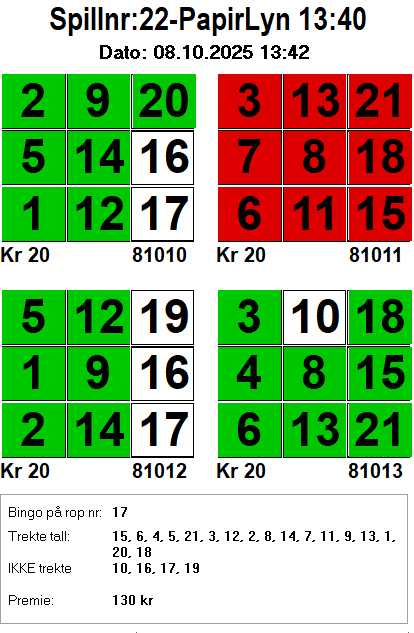 Spillnr:22-PapirLyn 13:40
Dato: 08.10.2025 13:42
2 9 20
5 14 16
1 12 17
Kr 20 81010
3 13 21
7 8 18
6 11 15
Kr 20 81011
5 12 19
1 9 16
2 14 17
Kr 20 81012
3 10 18
4 8 15
6 13 21
Kr 20 81013
Bingo på rop nr: 17
Trekte tall: 15, 6, 4, 5, 21, 3, 12, 2, 8, 14, 7, 11, 9, 13, 1,
20, 18
IKKE trekte 10, 16, 17, 19
Premie: 130 kr